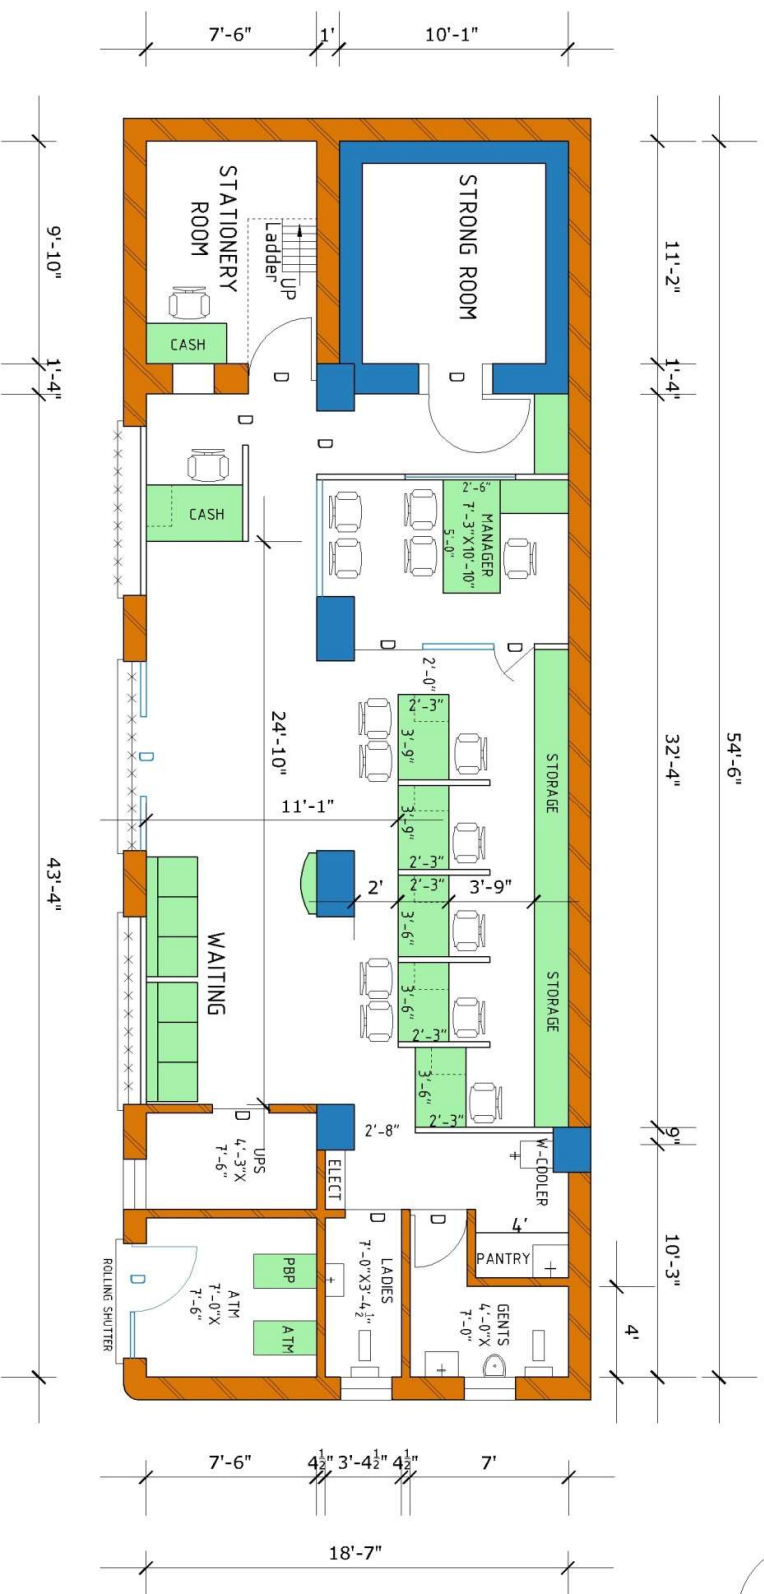 7'-6"
1'
10'-1"
9'-10"
1'-4"
43'-4"
11'-2"
1'-4"
32'-4"
9"
10'-3"
4'
54'-6"
STATIONERY
ROOM
Ladder
UP
CASH
STRONG ROOM
D
D
D
D
CASH
2'-6"
MANAGER
7'-3"X10'-10"
5'-0"
D
D
2'-0"
2'-3"
3'-9"
STORAGE
24'-10"
D
11'-1"
3'-9"
2'-3"
2'
2'-3"
3'-9"
3'-6"
WAITING
STORAGE
3'-6"
2'-3"
3'-6"
2'-3"
D
2'-8"
UPS
4'-3"X
7'-6"
ELECT
W-COOLER
D
D
4'
PANTRY
ROLLING SHUTTER
D
ATM
7'-0"X
7'-6"
PBP
ATM
LADIES
7'-0"X3'-4½"
GENTS
4'-0"X
7'-0"
7'-6"
4½"
3'-4½"
4½"
7'
18'-7"